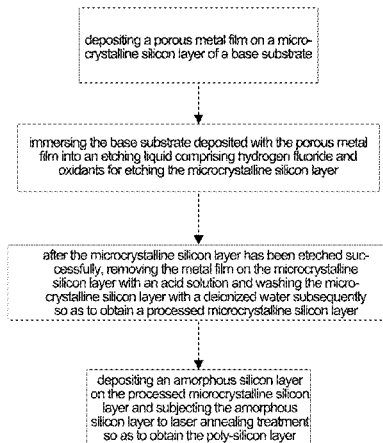 depositing a porous metal film on a micro-
crystalline silicon layer of a base substrate
immersing the base substrate deposited with the porous metal
film into an etching liquid comprising hydrogen fluoride and
oxidants for etching the microcrystalline silicon layer
after the microcrystalline silicon layer has been eteched suc-
cessfully, removing the metal film on the microcrystalline
silicon layer with an acid solution and washing the micro-
crystalline silicon layer with a deionized water subsequently
so as to obtain a processed microcrystalline silicon layer
depositing an amorphous silicon layer
on the processed microcrystalline silicon
layer and subjecting the amorphous
silicon layer to laser annealing treatment
so as to obtain the poly-silicon layer